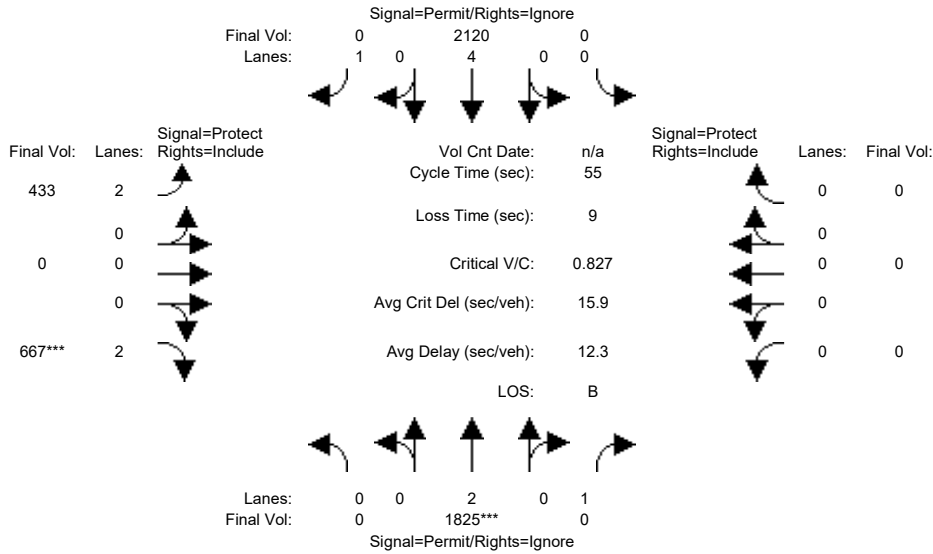 Signal=Permit/Rights=Ignore
Final Vol: 0 2120 0
Lanes: 1 0 4 0 0
Signal=Protect Signal=Protect
Final Vol: Lanes: Rights=Include Vol Cnt Date: n/a Rights=Include Lanes: Final Vol:
Cycle Time (sec): 55
433 2 0 0
Loss Time (sec): 9
0 0
0 0 Critical V/C: 0.827 0 0
0 Avg Crit Del (sec/veh): 15.9 0
667*** 2 Avg Delay (sec/veh): 12.3 0 0
LOS: B
Lanes: 0 0 2 0 1
Final Vol: 0 1825*** 0
Signal=Permit/Rights=Ignore